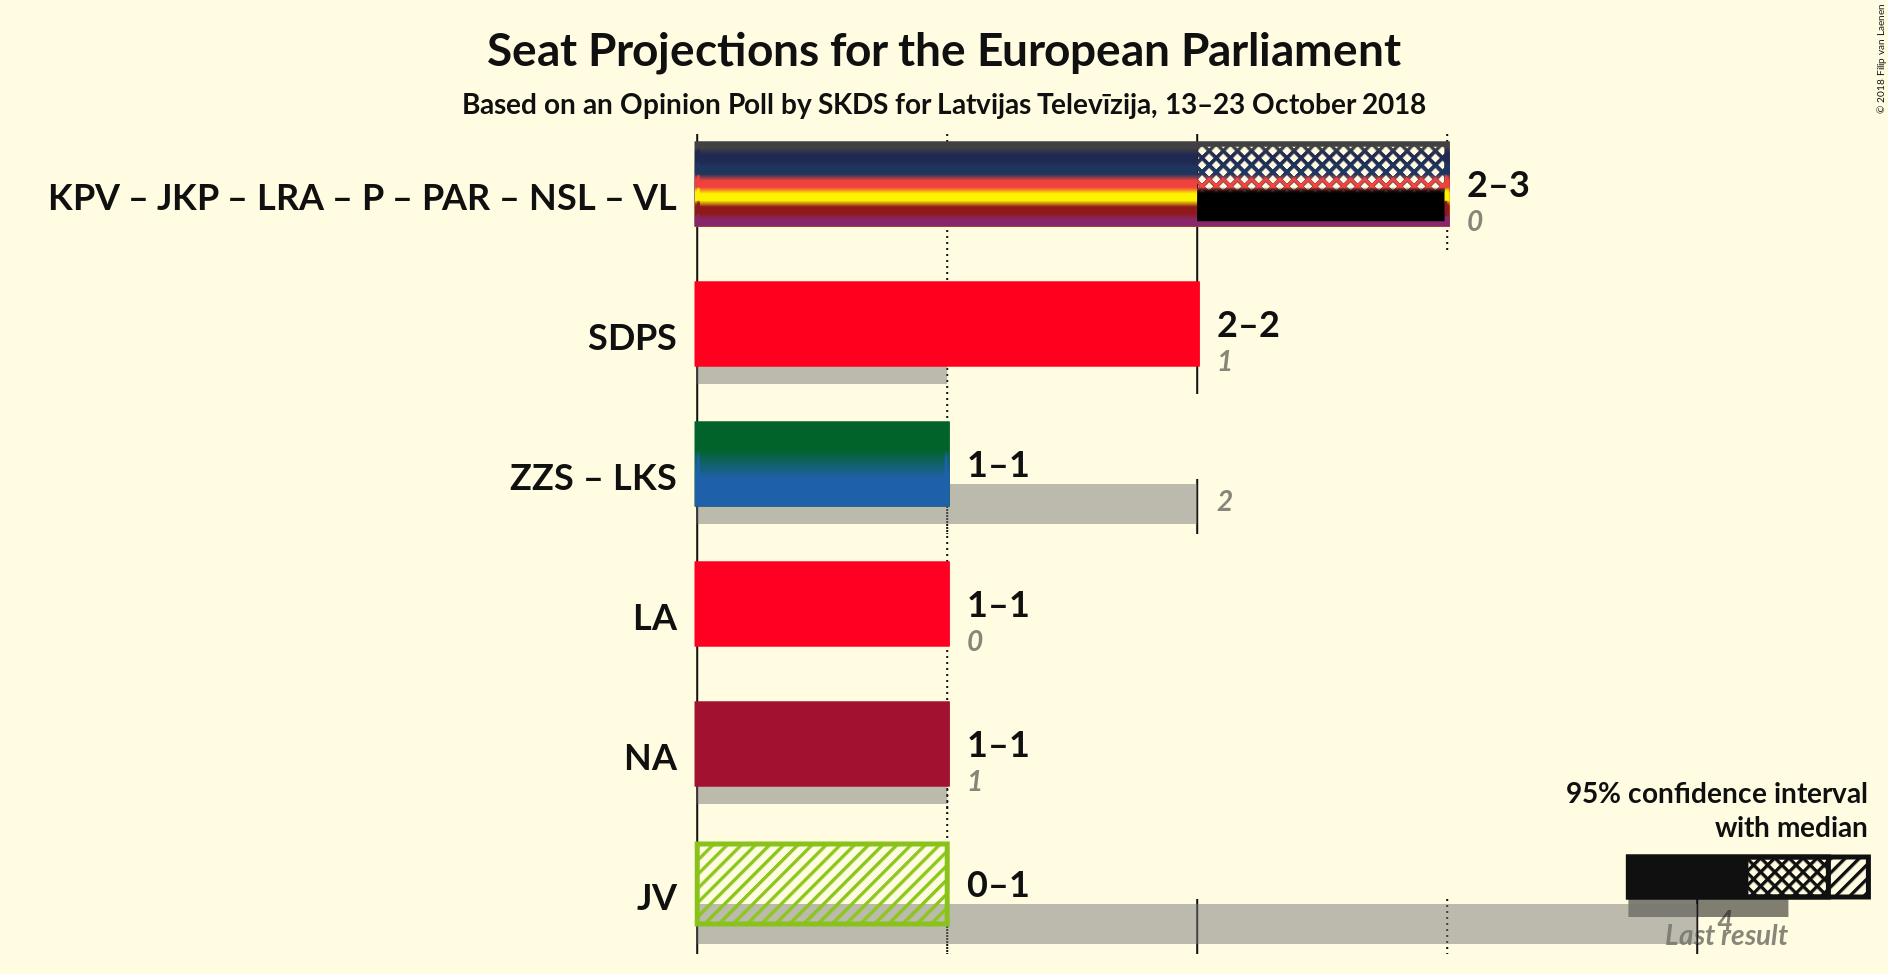 Seat Projections for the European Parliament
Based on an Opinion Poll by SKDS for Latvijas Televīzija, 13–23 October 2018
© 2018 Filip van Laenen
KPV – JKP – LRA – P – PAR – NSL – VL
2–3
0
SDPS
2–2
1
ZZS – LKS
1–1
2
LA
1–1
0
NA
1–1
1
JV
0–1
4
95% confidence interval
with median
Last result